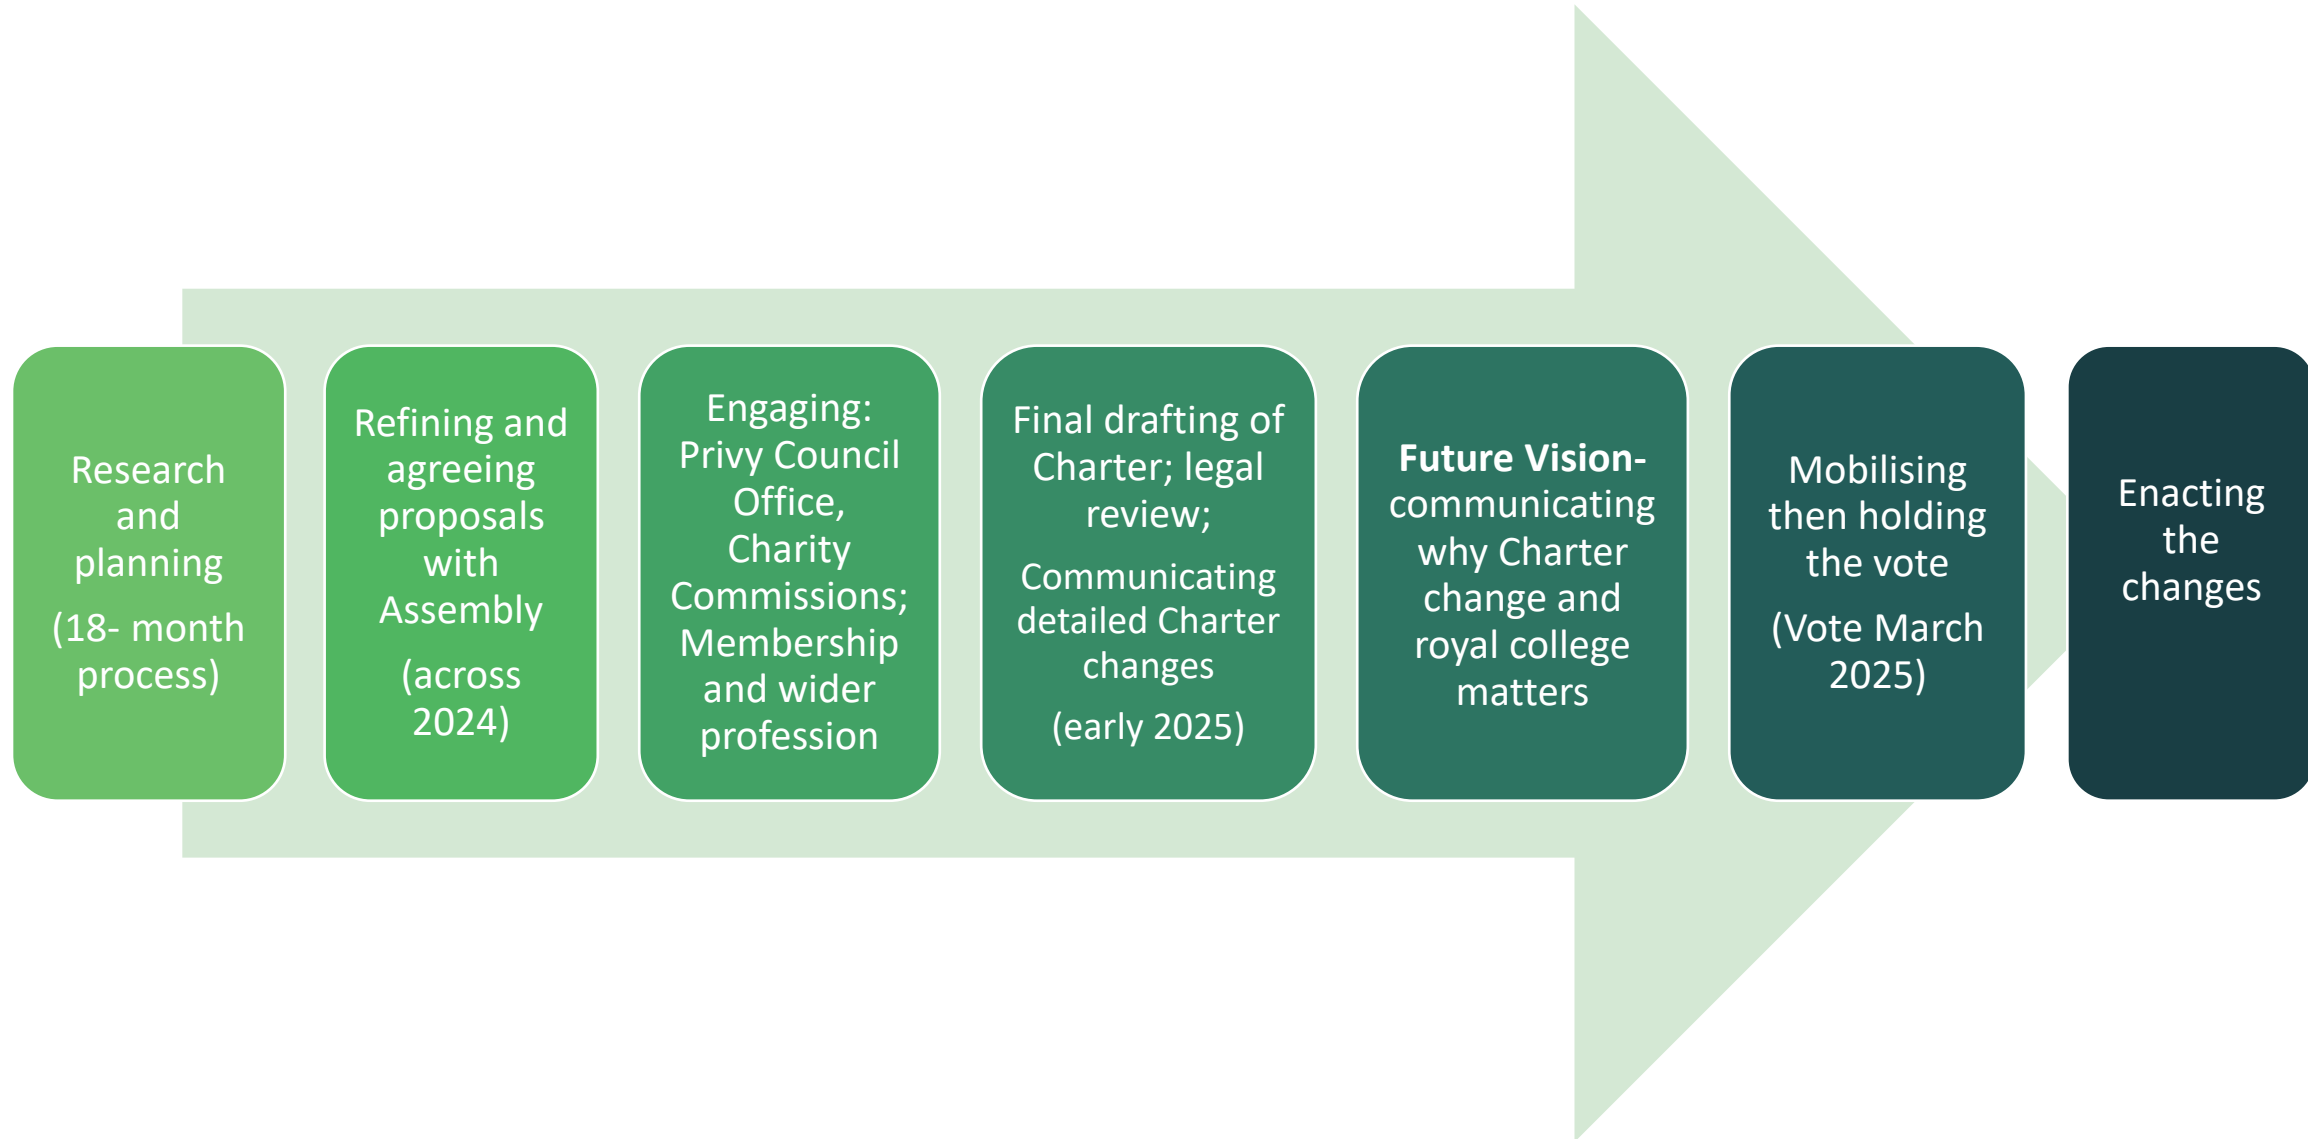 Research
and
planning
(18- month
process)
Refining and
agreeing
proposals
with
Assembly
(across
2024)
Engaging:
Privy Council
Office,
Charity
Commissions;
Membership
and wider
profession
Final drafting of
Charter; legal
review;
Communicating
detailed Charter
changes
(early 2025)
Future Vision-
communicating
why Charter
change and
royal college
matters
Mobilising
then holding
the vote
(Vote March
2025)
Enacting
the
changes